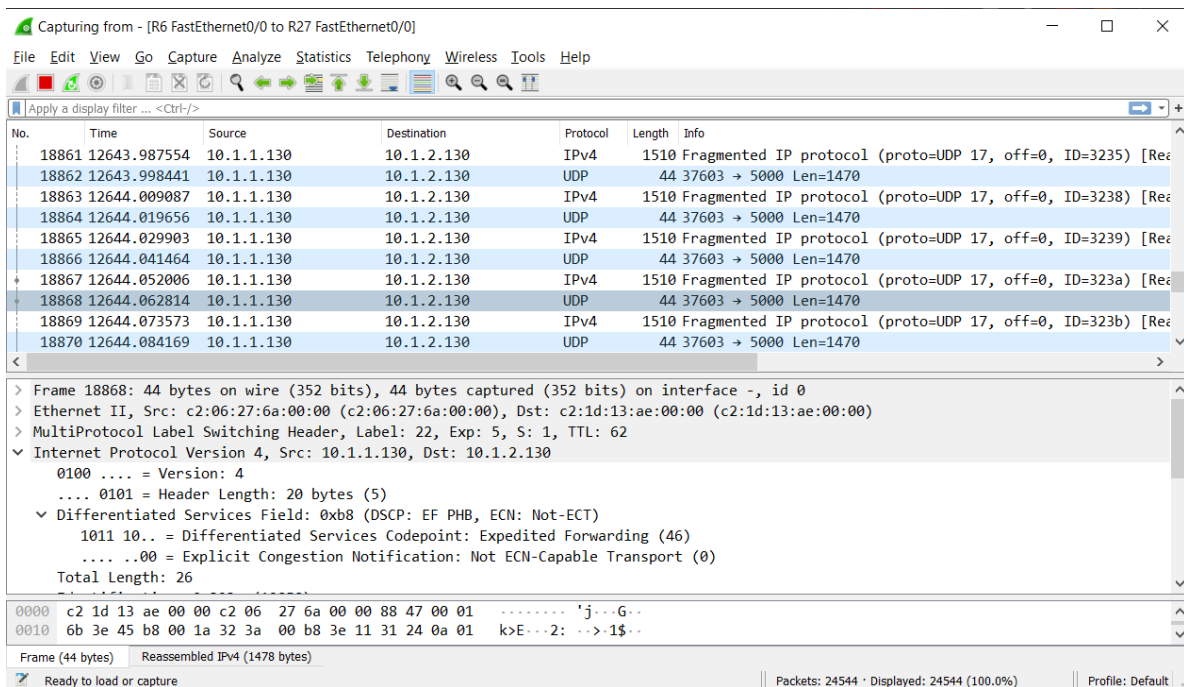 Capturing from - [R6 FastEthernet0/0 to R27 FastEthernet0/0]
File Edit View Go Capture Analyze Statistics Telephony Wireless Tools Help
Apply a display filter ... <Ctrl-/>
No. Time Source Destination Protocol Length Info
18861 12643.987554 10.1.1.130 10.1.2.130 IPv4 1510 Fragmented IP protocol (proto=UDP 17, off=0, ID=3235) [Rea
18862 12643.998441 10.1.1.130 10.1.2.130 UDP 44 37603 → 5000 Len=1470
18863 12644.009087 10.1.1.130 10.1.2.130 IPv4 1510 Fragmented IP protocol (proto=UDP 17, off=0, ID=3238) [Rea
18864 12644.019656 10.1.1.130 10.1.2.130 UDP 44 37603 → 5000 Len=1470
18865 12644.029903 10.1.1.130 10.1.2.130 IPv4 1510 Fragmented IP protocol (proto=UDP 17, off=0, ID=3239) [Rea
18866 12644.041464 10.1.1.130 10.1.2.130 UDP 44 37603 → 5000 Len=1470
18867 12644.052006 10.1.1.130 10.1.2.130 IPv4 1510 Fragmented IP protocol (proto=UDP 17, off=0, ID=323a) [Rea
18868 12644.062814 10.1.1.130 10.1.2.130 UDP 44 37603 → 5000 Len=1470
18869 12644.073573 10.1.1.130 10.1.2.130 IPv4 1510 Fragmented IP protocol (proto=UDP 17, off=0, ID=323b) [Rea
18870 12644.084169 10.1.1.130 10.1.2.130 UDP 44 37603 → 5000 Len=1470
Frame 18868: 44 bytes on wire (352 bits), 44 bytes captured (352 bits) on interface -, id 0
Ethernet II, Src: c2:06:27:6a:00:00 (c2:06:27:6a:00:00), Dst: c2:1d:13:ae:00:00 (c2:1d:13:ae:00:00)
MultiProtocol Label Switching Header, Label: 22, Exp: 5, S: 1, TTL: 62
Internet Protocol Version 4, Src: 10.1.1.130, Dst: 10.1.2.130
0100 .... = Version: 4
.... 0101 = Header Length: 20 bytes (5)
Differentiated Services Field: 0xb8 (DSCP: EF PHB, ECN: Not-ECT)
1011 10.. = Differentiated Services Codepoint: Expedited Forwarding (46)
.... ..00 = Explicit Congestion Notification: Not ECN-Capable Transport (0)
Total Length: 26
0000 c2 1d 13 ae 00 00 c2 06 27 6a 00 00 88 47 00 01 ········ 'j···G··
0010 6b 3e 45 b8 00 1a 32 3a 00 b8 3e 11 31 24 0a 01 k>E···2: ··>·1$··
Frame (44 bytes) Reassembled IPv4 (1478 bytes)
Ready to load or capture Packets: 24544 · Displayed: 24544 (100.0%) Profile: Default